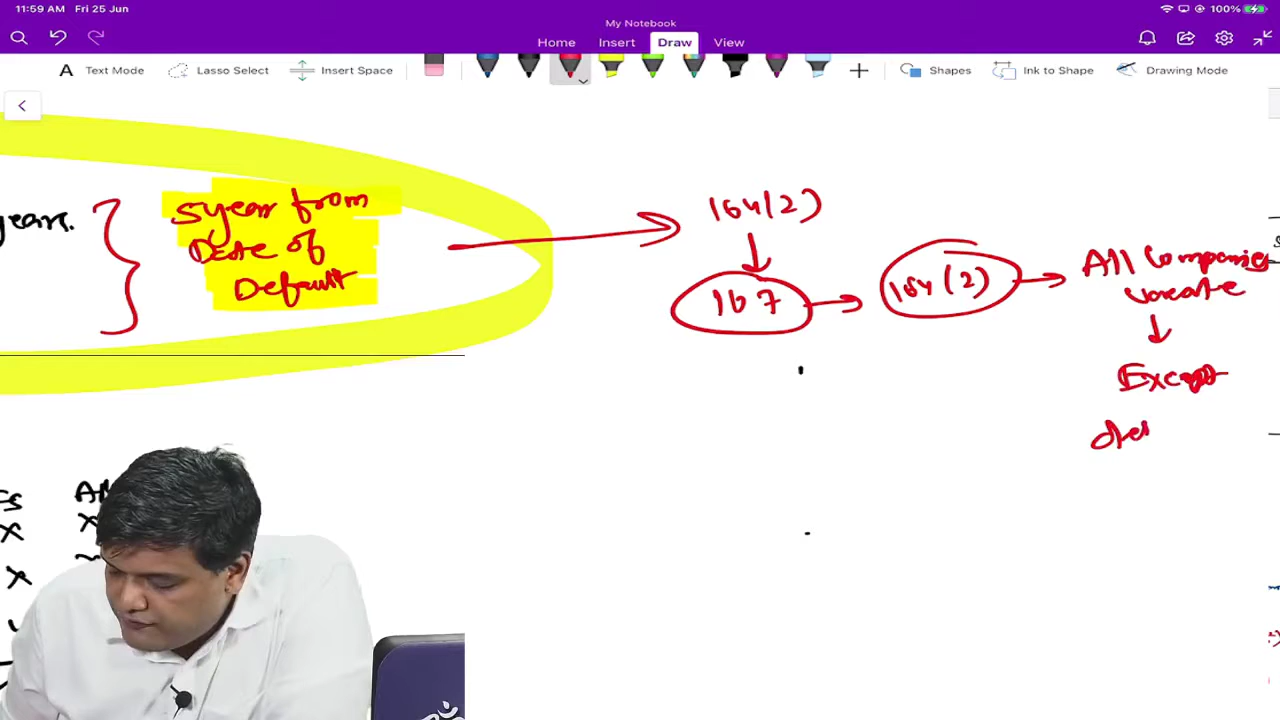 11:59 AM Fri 25 Jun
100%
My Notebook
Home Insert Draw View
Text Mode Lasso Select Insert Space Shapes Ink to Shape Drawing Mode
years.
5year from
Date of
Default
164(2)
167
164(2)
All Companies
vacate
Except
def